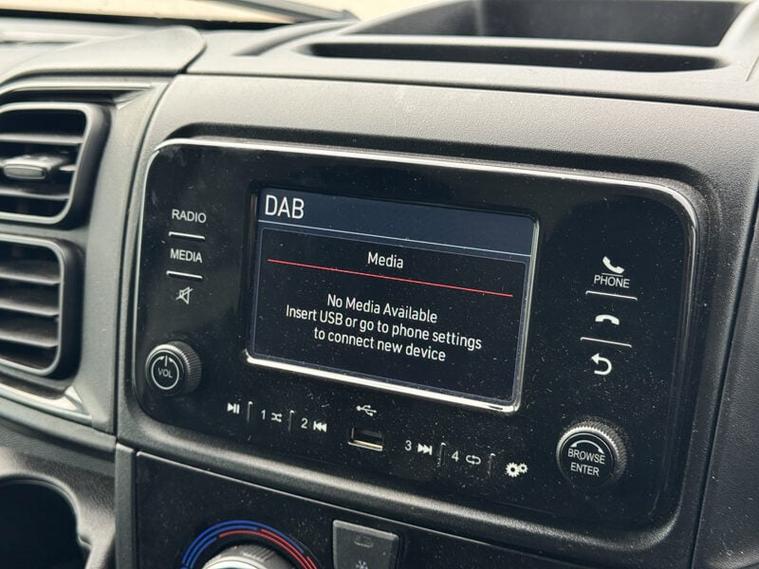 RADIO
MEDIA
VOL
DAB
Media
No Media Available
Insert USB or go to phone settings
to connect new device
PHONE
1
2
3
4
BROWSE
ENTER